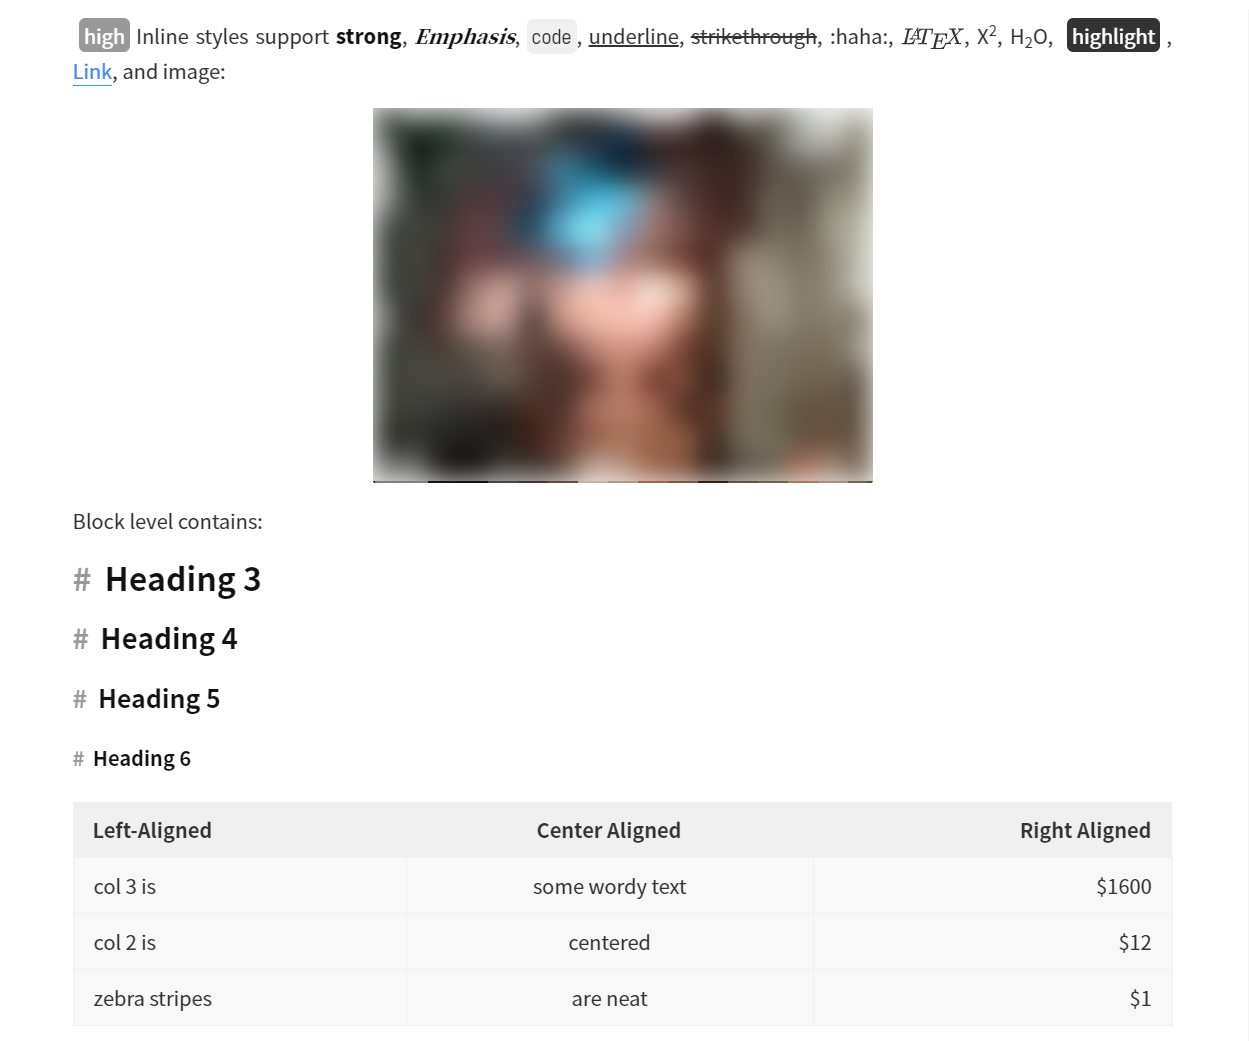 high Inline styles support strong, Emphasis, code, underline, strikethrough, :haha:, LATEX, X², H₂O, highlight ,
Link, and image:
Block level contains:
# Heading 3
# Heading 4
# Heading 5
# Heading 6
Left-Aligned Center Aligned Right Aligned
col 3 is some wordy text $1600
col 2 is centered $12
zebra stripes are neat $1